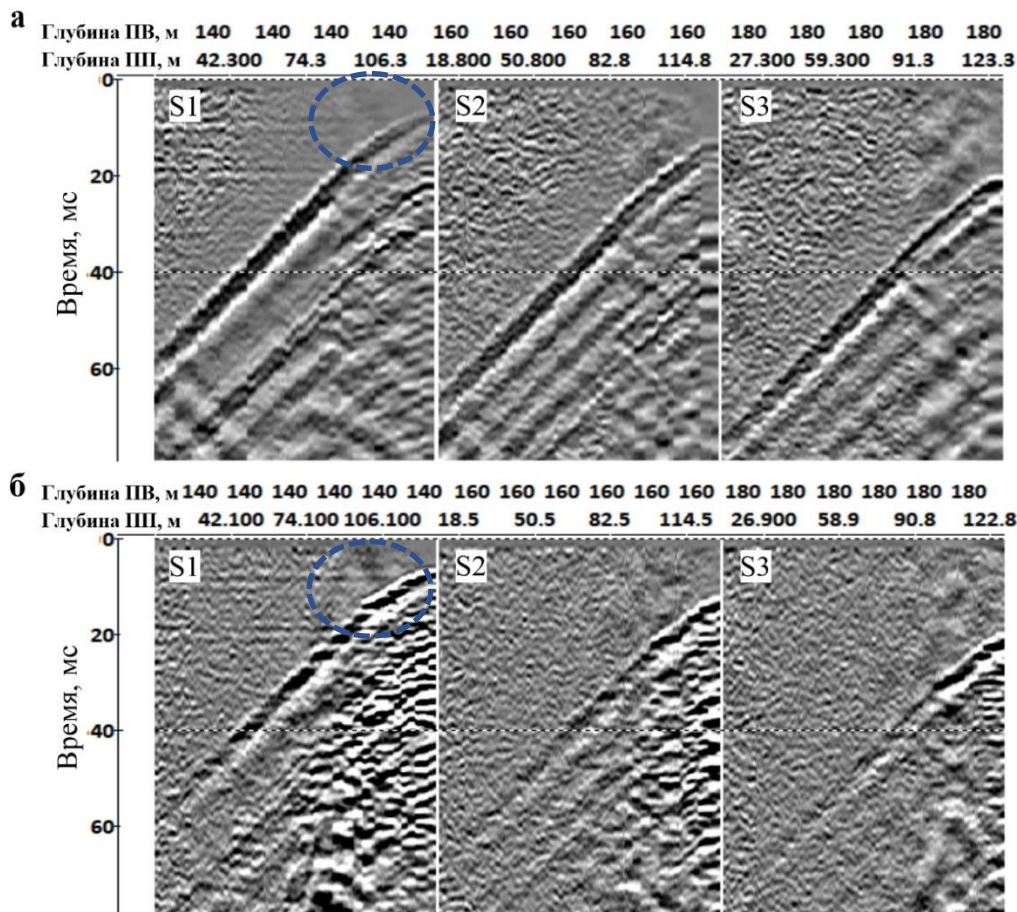 а
Глубина ПВ, м 140 140 140 140 160 160 160 160 160 180 180 180 180 180
Глубина ПП, м 42.300 74.3 106.3 18.800 50.800 82.8 114.8 27.300 59.300 91.3 123.3
0
S1 S2 S3
20
40
60
Время, мс
б
Глубина ПВ, м 140 140 140 140 140 140 160 160 160 160 160 160 180 180 180 180 180 180
Глубина ПП, м 42.100 74.100 106.100 18.5 50.5 82.5 114.5 26.900 58.9 90.8 122.8
0
S1 S2 S3
20
40
60
Время, мс